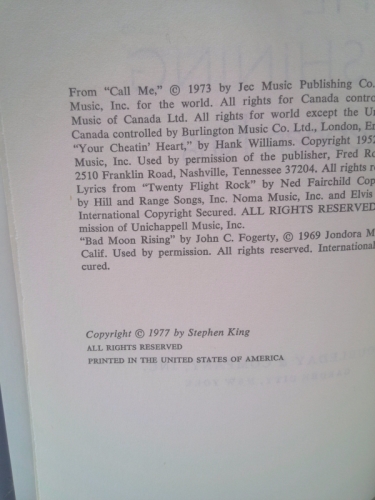 From "Call Me," © 1973 by Jec Music Publishing Co.
Music, Inc. for the world. All rights for Canada contro
Music of Canada Ltd. All rights for world except the Un
Canada controlled by Burlington Music Co. Ltd., London, En
"Your Cheatin' Heart," by Hank Williams. Copyright 1952
Music, Inc. Used by permission of the publisher, Fred Ro
2510 Franklin Road, Nashville, Tennessee 37204. All rights re
Lyrics from "Twenty Flight Rock" by Ned Fairchild Cop
by Hill and Range Songs, Inc. Noma Music, Inc. and Elvis
International Copyright Secured. ALL RIGHTS RESERVED
mission of Unichappell Music, Inc.
"Bad Moon Rising" by John C. Fogerty, © 1969 Jondora M
Calif. Used by permission. All rights reserved. International
cured.
Copyright © 1977 by Stephen King
ALL RIGHTS RESERVED
PRINTED IN THE UNITED STATES OF AMERICA